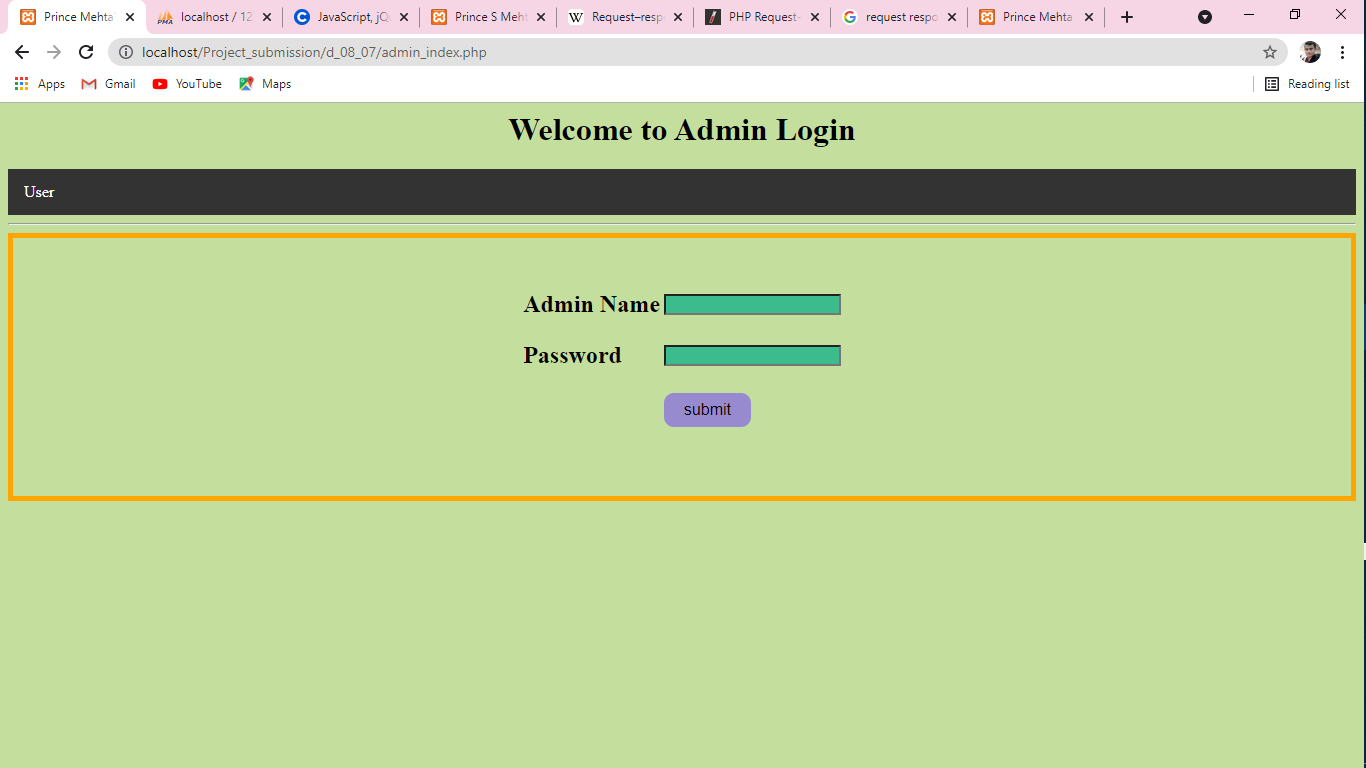 Prince Mehta
localhost / 12
JavaScript, jQ
Prince S Meht
Request–resp
PHP Request-
request respo
Prince Mehta
localhost/Project_submission/d_08_07/admin_index.php
Apps
Gmail
YouTube
Maps
Reading list
Welcome to Admin Login
User
Admin Name
Password
submit